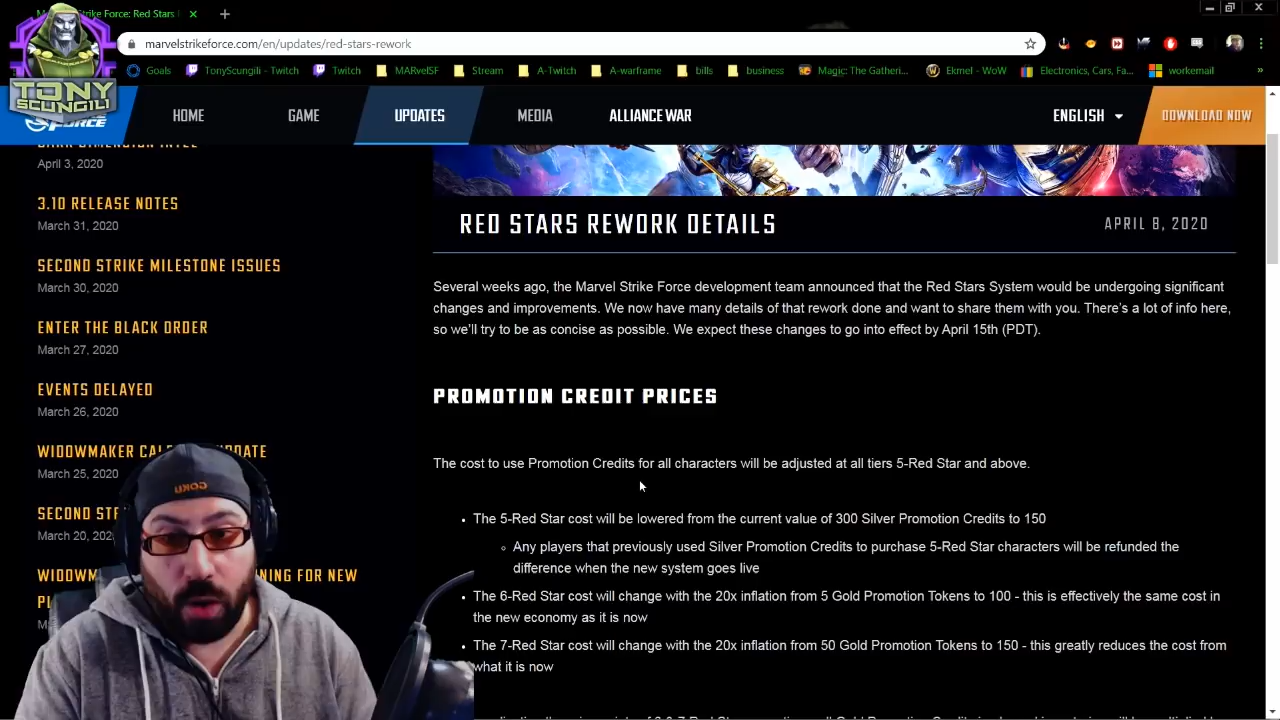 Marvel Strike Force: Red Stars
marvelstrikeforce.com/en/updates/red-stars-rework
Goals
TonyScungili - Twitch
Twitch
MARvelSF
Stream
A-Twitch
A-warframe
bills
business
Magic: The Gatheri...
Ekmel - WoW
Electronics, Cars, Fa...
workemail
TONY
SCUNGILI
HOME
GAME
UPDATES
MEDIA
ALLIANCE WAR
ENGLISH
DOWNLOAD NOW
DARK DIMENSION INTEL
April 3, 2020
3.10 RELEASE NOTES
March 31, 2020
SECOND STRIKE MILESTONE ISSUES
March 30, 2020
ENTER THE BLACK ORDER
March 27, 2020
EVENTS DELAYED
March 26, 2020
WIDOWMAKER
March 25, 2020
SECOND
March 20,
FOR NEW
RED STARS REWORK DETAILS
APRIL 8, 2020
Several weeks ago, the Marvel Strike Force development team announced that the Red Stars System would be undergoing significant
changes and improvements. We now have many details of that rework done and want to share them with you. There's a lot of info here,
so we'll try to be as concise as possible. We expect these changes to go into effect by April 15th (PDT).
PROMOTION CREDIT PRICES
The cost to use Promotion Credits for all characters will be adjusted at all tiers 5-Red Star and above.
The 5-Red Star cost will be lowered from the current value of 300 Silver Promotion Credits to 150
Any players that previously used Silver Promotion Credits to purchase 5-Red Star characters will be refunded the
difference when the new system goes live
The 6-Red Star cost will change with the 20x inflation from 5 Gold Promotion Tokens to 100 - this is effectively the same cost in
the new economy as it is now
The 7-Red Star cost will change with the 20x inflation from 50 Gold Promotion Tokens to 150 - this greatly reduces the cost from
what it is now
GOKU